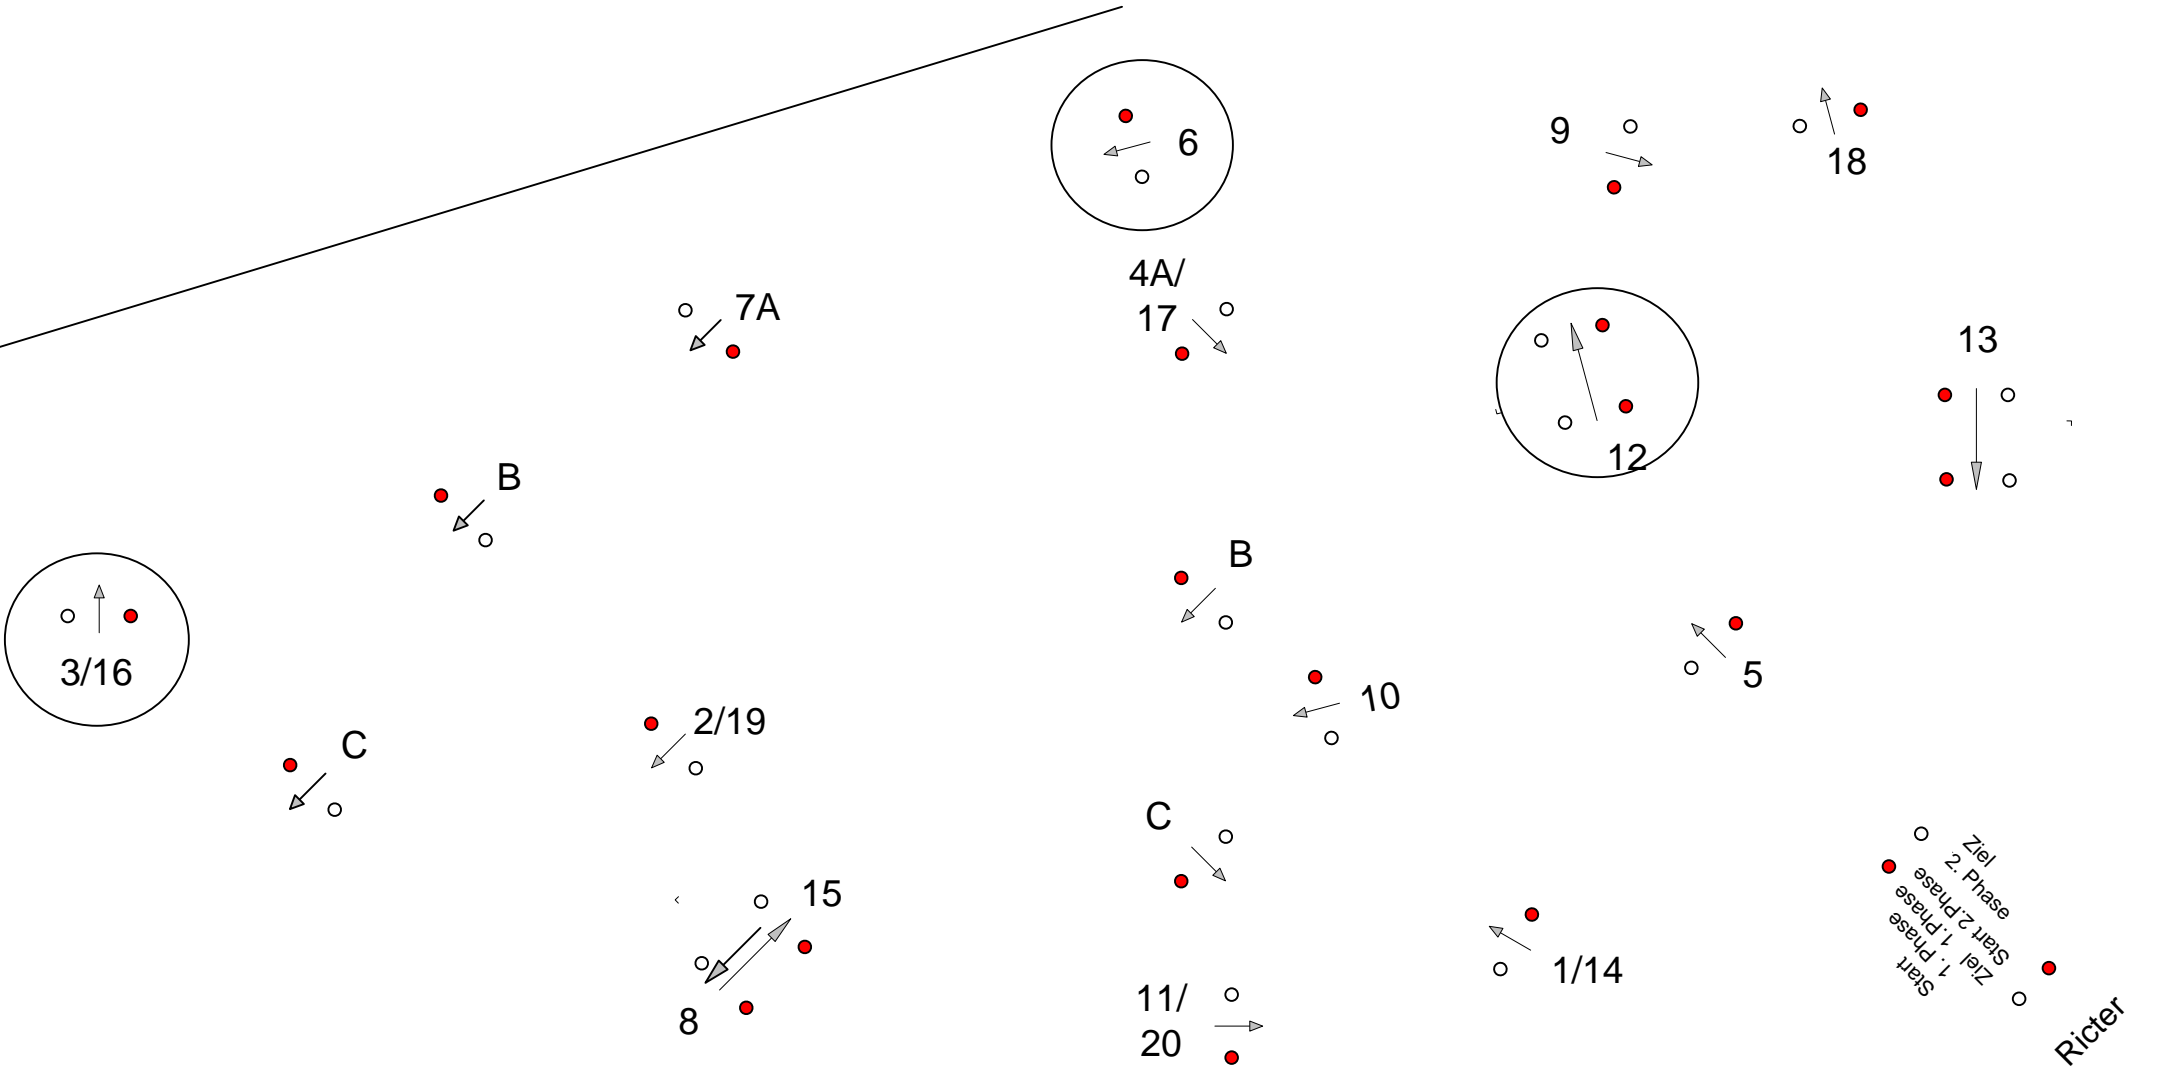 6
9
18
4A/
17
7A
13
12
B
B
3/16
5
10
2/19
C
C
15
8
11/
20
1/14
Ziel
2. Phase
Start 2.Phase
Ziel
1.Phase
Start
1. Phase
Ricter